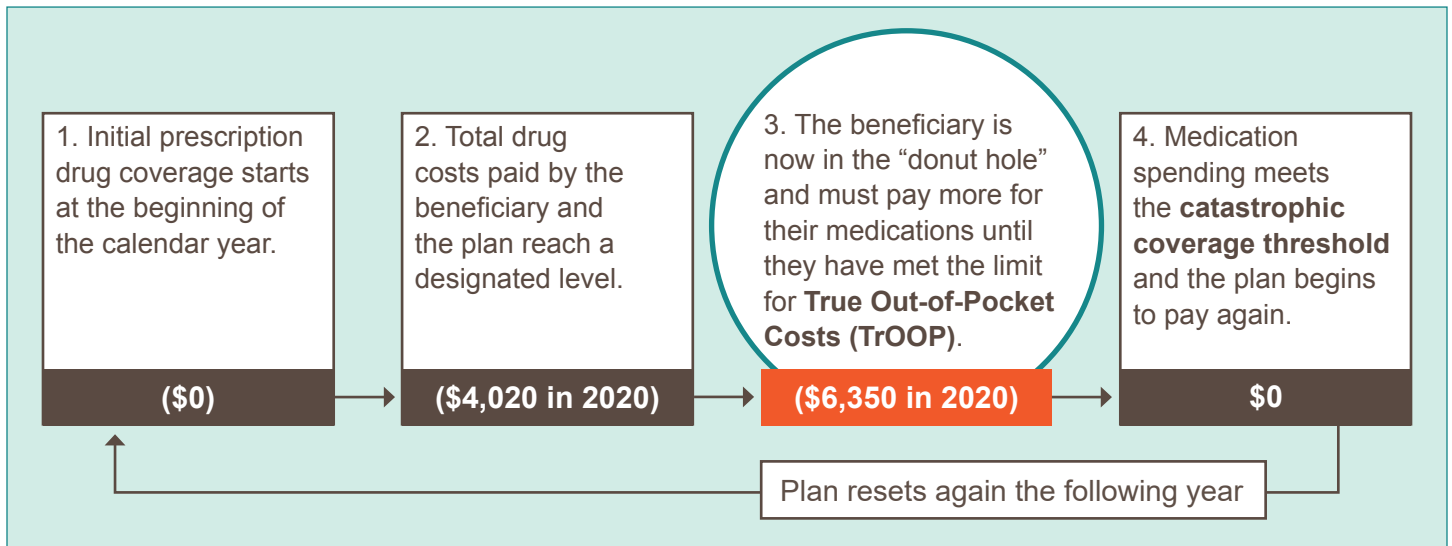 1. Initial prescription
drug coverage starts
at the beginning of
the calendar year.
($0)
2. Total drug
costs paid by the
beneficiary and
the plan reach a
designated level.
($4,020 in 2020)
3. The beneficiary is
now in the “donut hole”
and must pay more for
their medications until
they have met the limit
for True Out-of-Pocket
Costs (TrOOP).
($6,350 in 2020)
4. Medication
spending meets
the catastrophic
coverage threshold
and the plan begins
to pay again.
$0
Plan resets again the following year